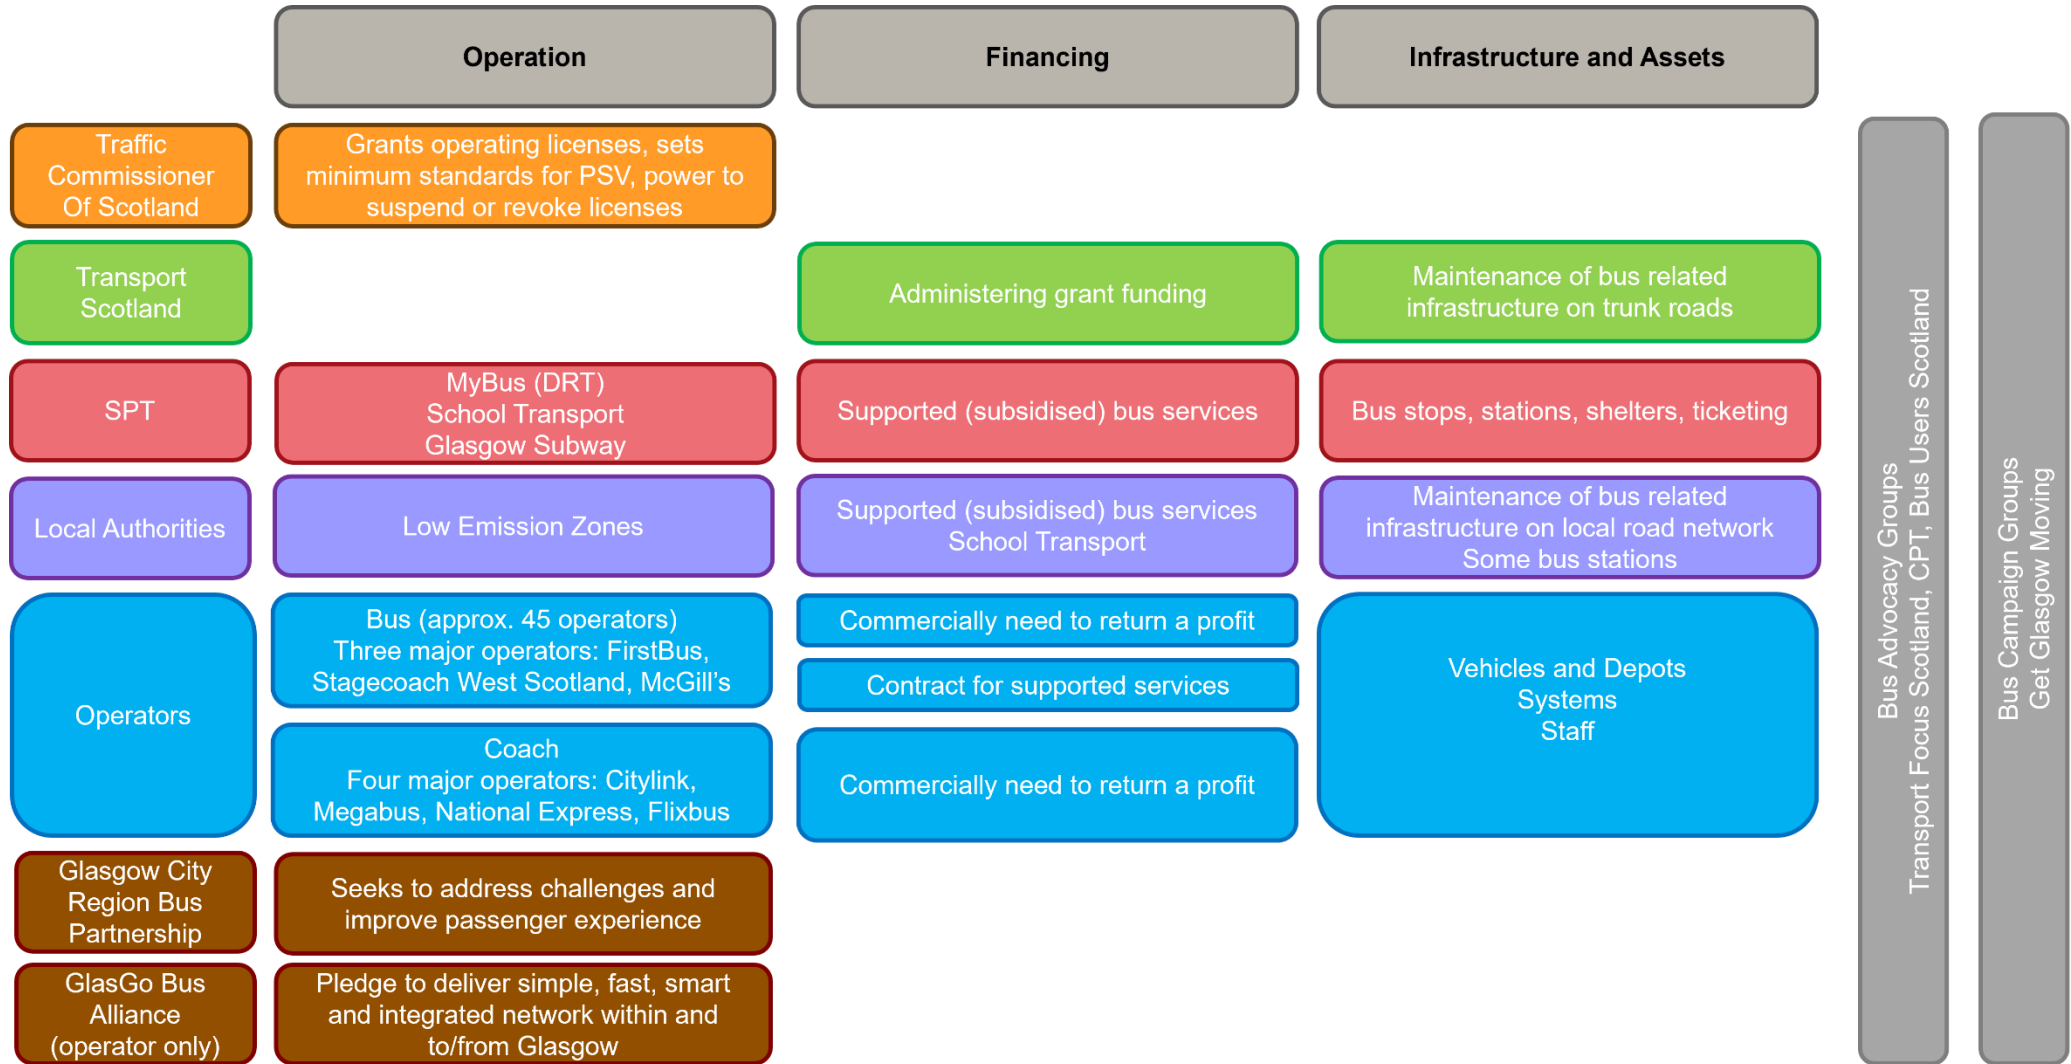 Operation
Financing
Infrastructure and Assets
Traffic
Commissioner
Of Scotland
Grants operating licenses, sets
minimum standards for PSV, power to
suspend or revoke licenses
Transport
Scotland
Administering grant funding
Maintenance of bus related
infrastructure on trunk roads
SPT
MyBus (DRT)
School Transport
Glasgow Subway
Supported (subsidised) bus services
Bus stops, stations, shelters, ticketing
Local Authorities
Low Emission Zones
Supported (subsidised) bus services
School Transport
Maintenance of bus related
infrastructure on local road network
Some bus stations
Operators
Bus (approx. 45 operators)
Three major operators: FirstBus,
Stagecoach West Scotland, McGill’s
Commercially need to return a profit
Contract for supported services
Coach
Four major operators: Citylink,
Megabus, National Express, Flixbus
Commercially need to return a profit
Vehicles and Depots
Systems
Staff
Glasgow City
Region Bus
Partnership
Seeks to address challenges and
improve passenger experience
GlasGo Bus
Alliance
(operator only)
Pledge to deliver simple, fast, smart
and integrated network within and
to/from Glasgow
Bus Advocacy Groups
Transport Focus Scotland, CPT, Bus Users Scotland
Bus Campaign Groups
Get Glasgow Moving